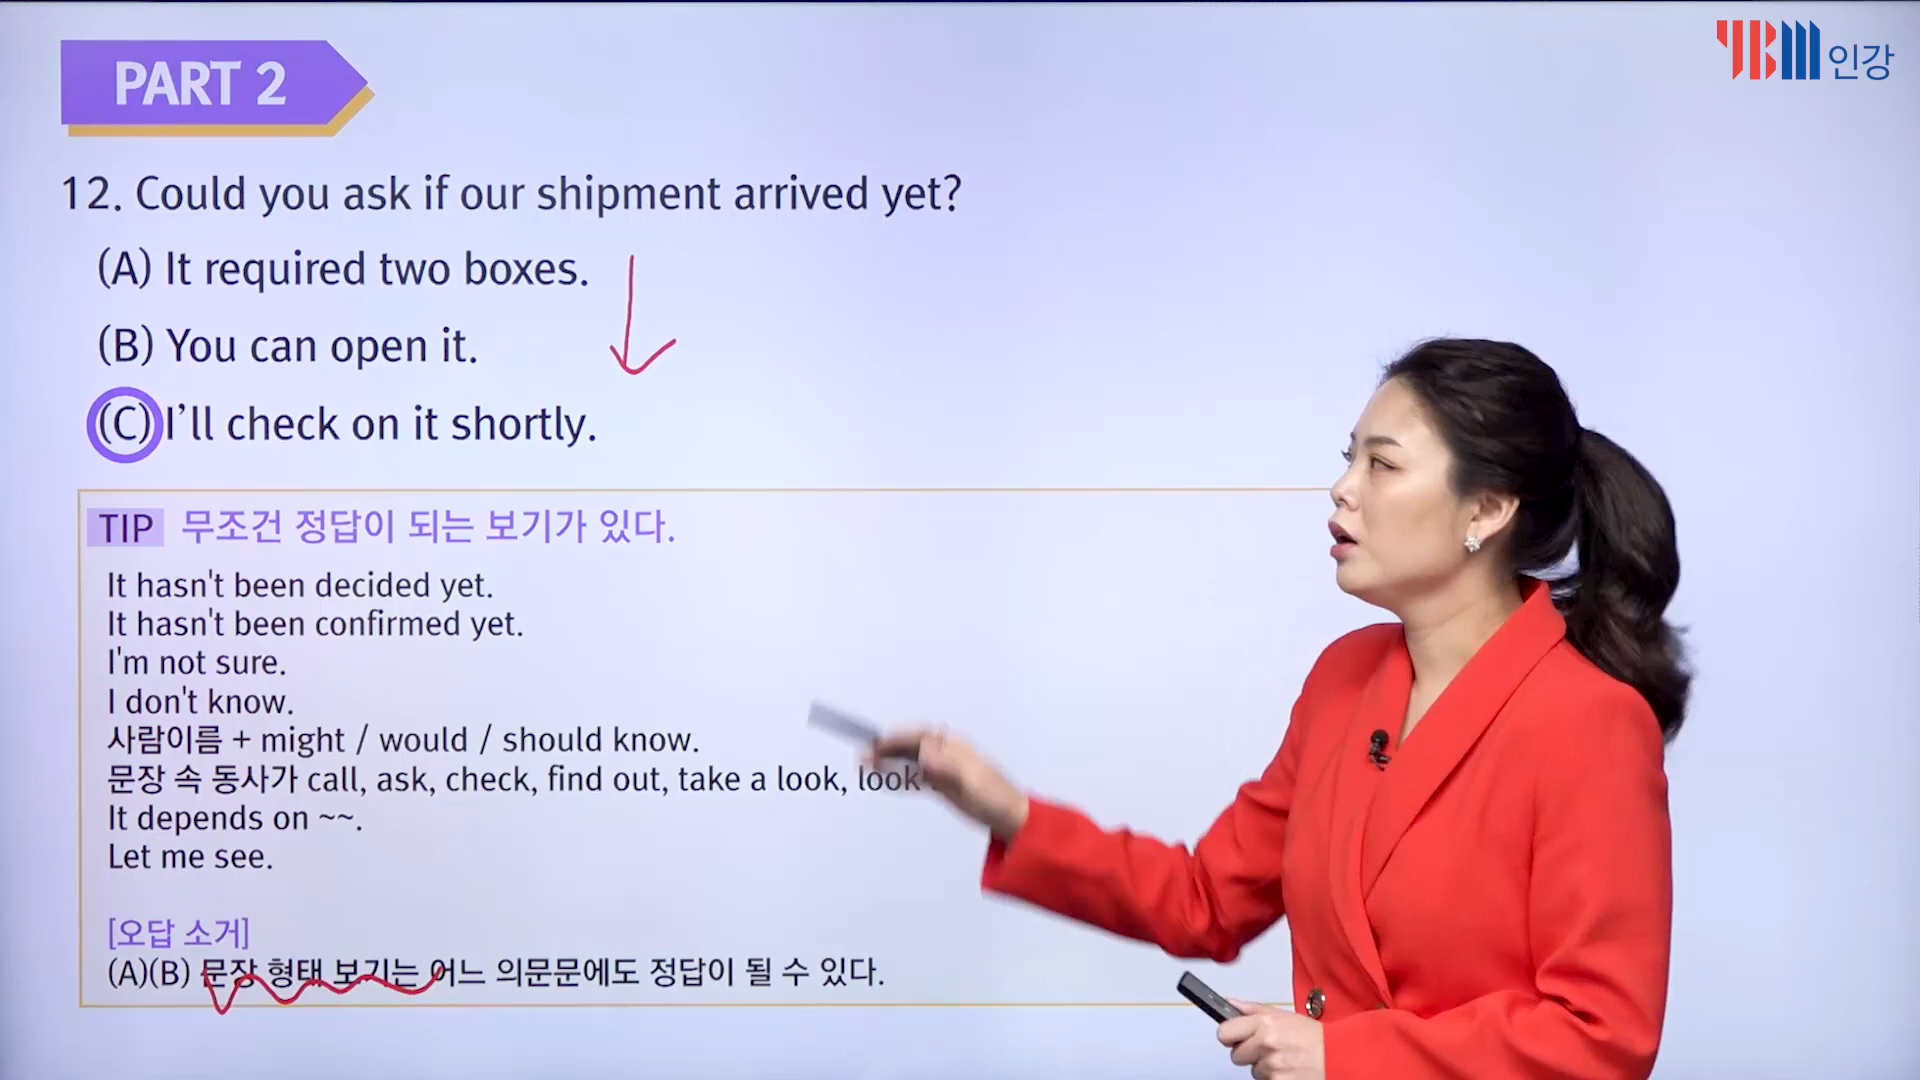 PART 2
YBM 인강
12. Could you ask if our shipment arrived yet?
(A) It required two boxes.
(B) You can open it.
(C) I'll check on it shortly.
TIP 무조건 정답이 되는 보기가 있다.
It hasn't been decided yet.
It hasn't been confirmed yet.
I'm not sure.
I don't know.
사람이름 + might / would / should know.
문장 속 동사가 call, ask, check, find out, take a look, look
It depends on ~~.
Let me see.
[오답 소거]
(A)(B) 문장 형태 보기는 어느 의문문에도 정답이 될 수 있다.